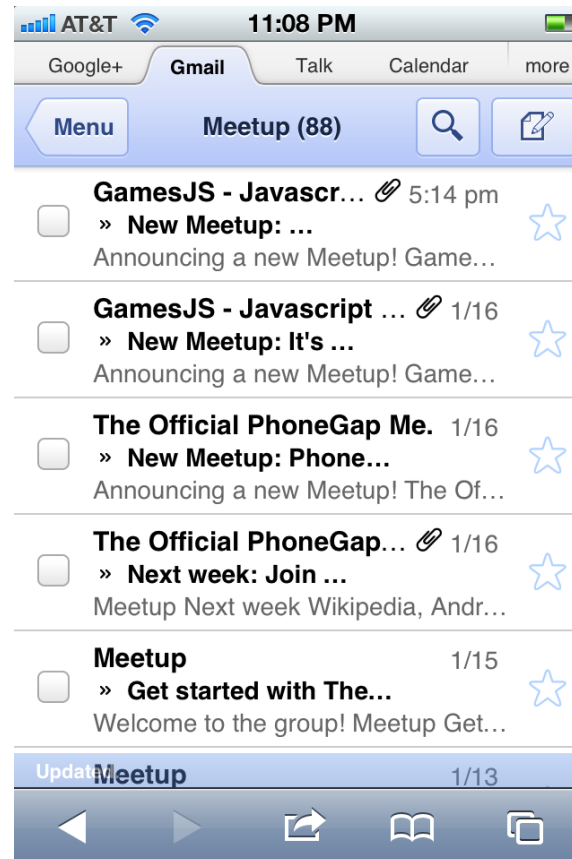 AT&T 11:08 PM
Google+ Gmail Talk Calendar more
Menu Meetup (88)
GamesJS - Javascr... 5:14 pm
» New Meetup: ...
Announcing a new Meetup! Game...
GamesJS - Javascript ... 1/16
» New Meetup: It's ...
Announcing a new Meetup! Game...
The Official PhoneGap Me. 1/16
» New Meetup: Phone...
Announcing a new Meetup! The Of...
The Official PhoneGap... 1/16
» Next week: Join ...
Meetup Next week Wikipedia, Andr...
Meetup 1/15
» Get started with The...
Welcome to the group! Meetup Get...
Updated Meetup 1/13